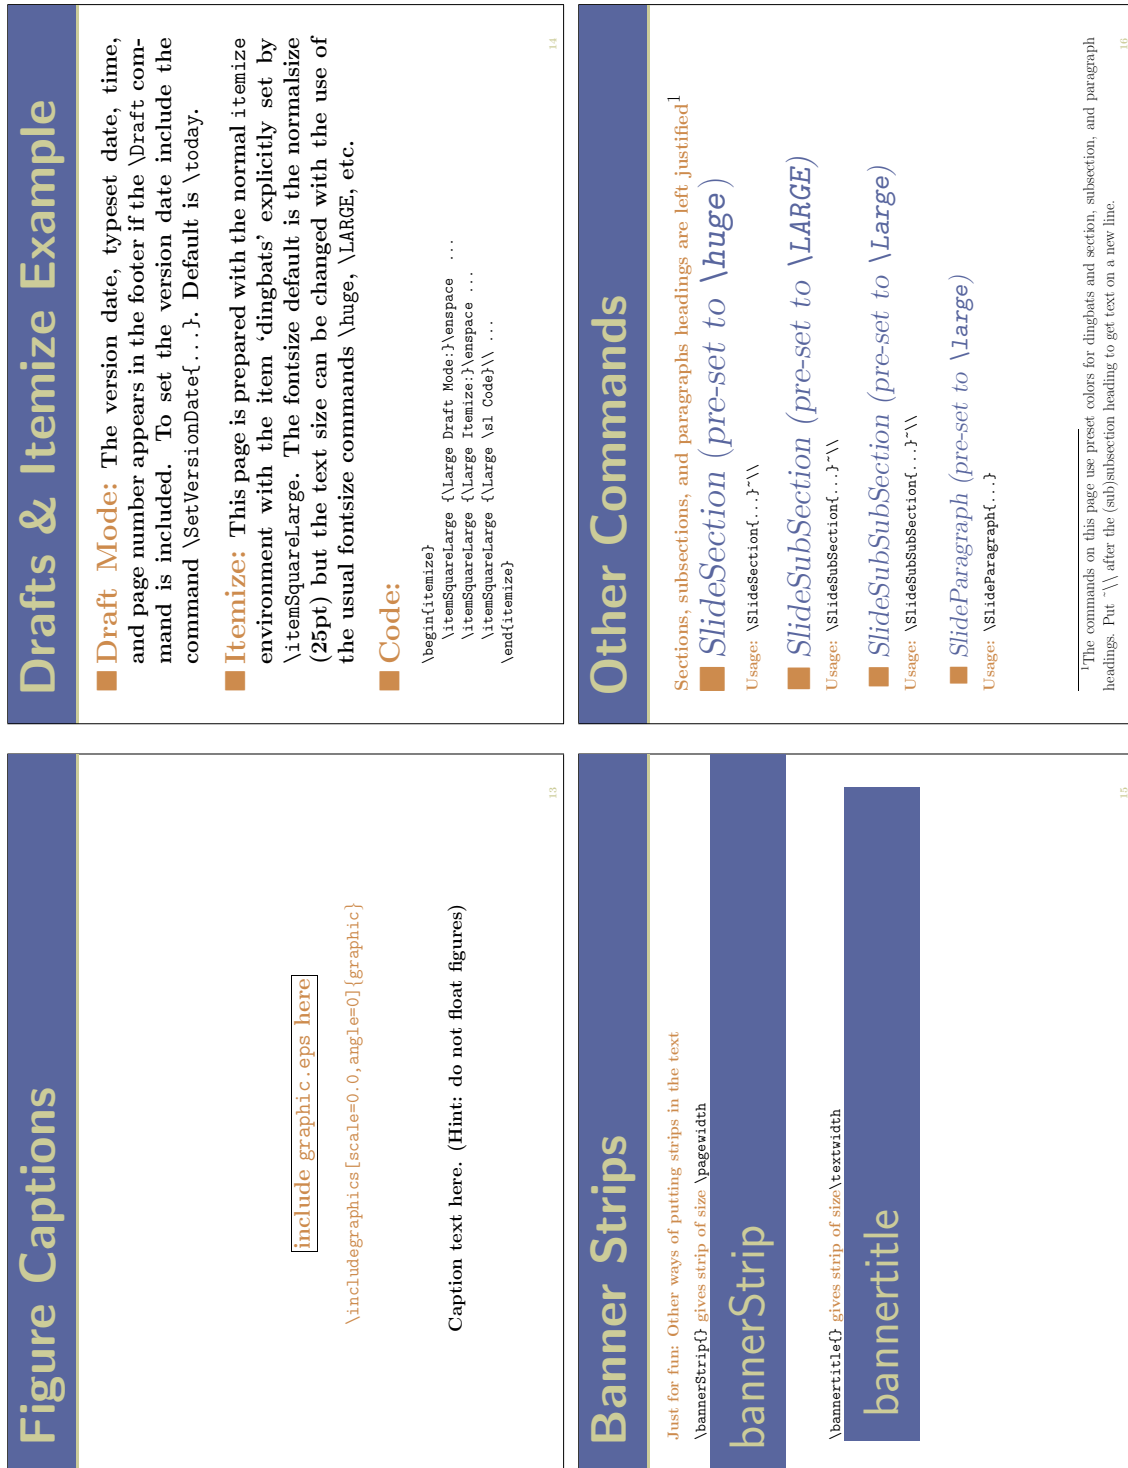 Figure Captions
include graphic.eps here
\includegraphics[scale=0.0,angle=0]{graphic}
Caption text here. (Hint: do not float figures)
13
Drafts & Itemize Example
Draft Mode: The version date, typeset date, time,
and page number appears in the footer if the \Draft com-
mand is included. To set the version date include the
command \SetVersionDate{...}. Default is \today.
Itemize: This page is prepared with the normal itemize
environment with the item ‘dingbats’ explicitly set by
\itemSquareLarge. The fontsize default is the normalsize
(25pt) but the text size can be changed with the use of
the usual fontsize commands \huge, \LARGE, etc.
Code:
\begin{itemize}
\itemSquareLarge {\Large Draft Mode:}\enspace ...
\itemSquareLarge {\Large Itemize:}\enspace ...
\itemSquareLarge {\Large \sl Code}\\ ...
\end{itemize}
14
Banner Strips
Just for fun: Other ways of putting strips in the text
\bannerStrip{} gives strip of size \pagewidth
bannerStrip
\bannertitle{} gives strip of size\textwidth
bannertitle
15
Other Commands
Sections, subsections, and paragraphs headings are left justified1
SlideSection (pre-set to \huge)
Usage: \SlideSection{...}~\\
SlideSubSection (pre-set to \LARGE)
Usage: \SlideSubSection{...}~\\
SlideSubSubSection (pre-set to \Large)
Usage: \SlideSubSubSection{...}~\\
SlideParagraph (pre-set to \large)
Usage: \SlideParagraph{...}
1The commands on this page use preset colors for dingbats and section, subsection, and paragraph
headings. Put ~\\ after the (sub)subsection heading to get text on a new line.
16